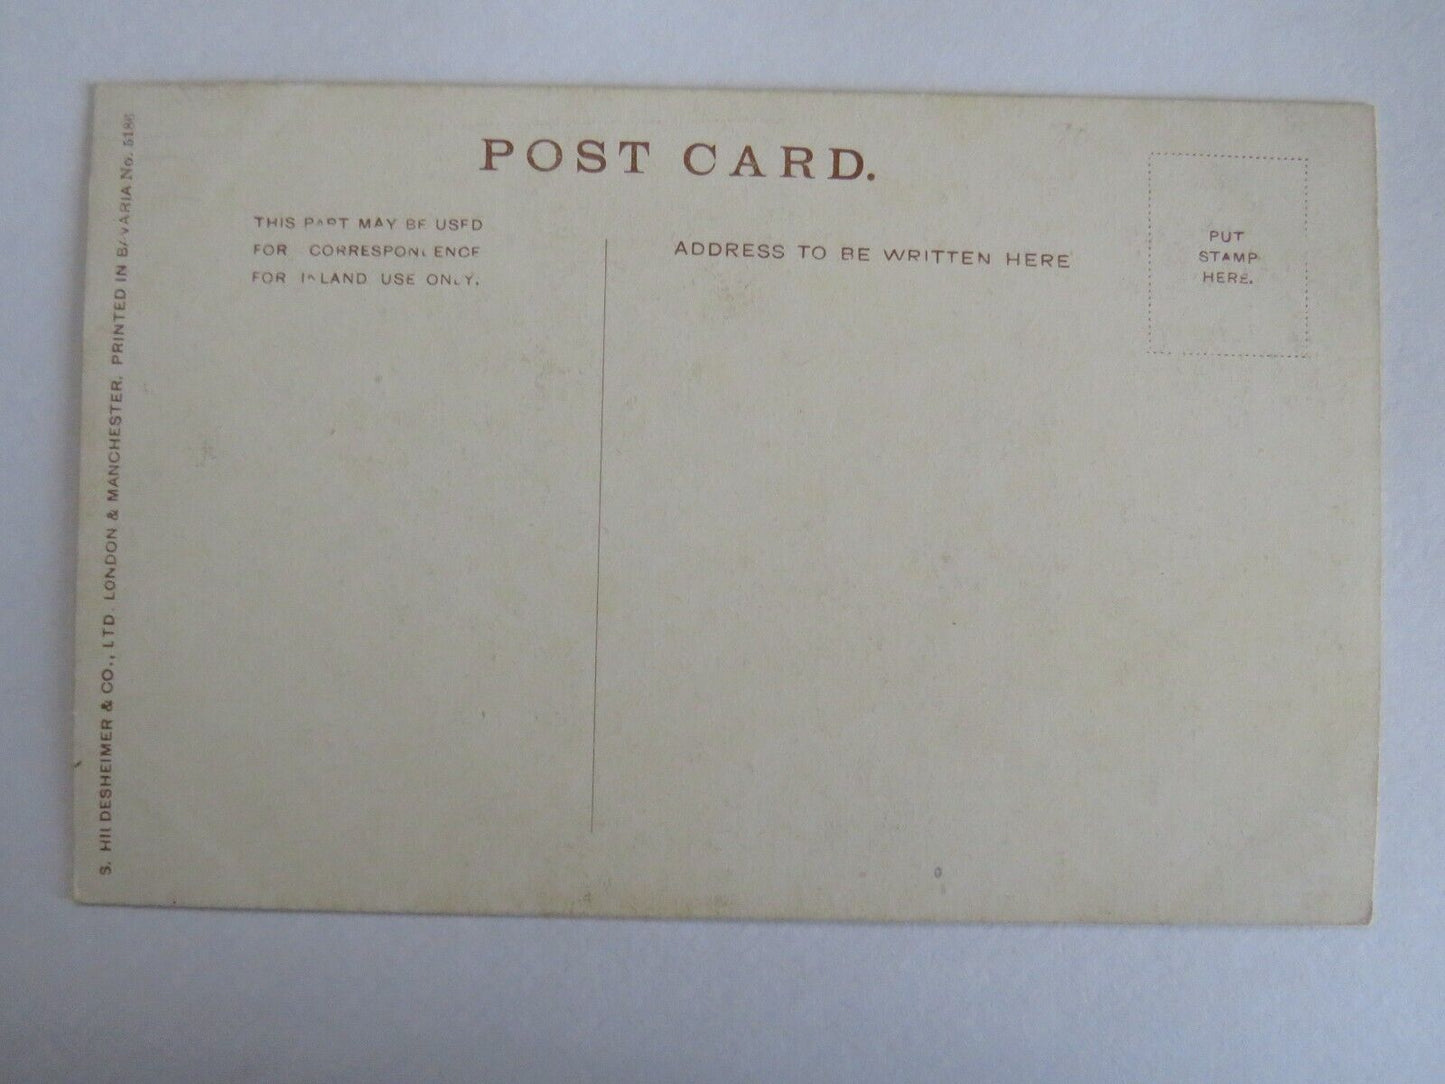 POST CARD.
THIS PART MAY BE USED
FOR CORRESPONDENCE
FOR INLAND USE ONLY.
ADDRESS TO BE WRITTEN HERE
PUT
STAMP
HERE.
S. HILDESHEIMER & CO., LTD. LONDON & MANCHESTER. PRINTED IN BAVARIA No. 5186